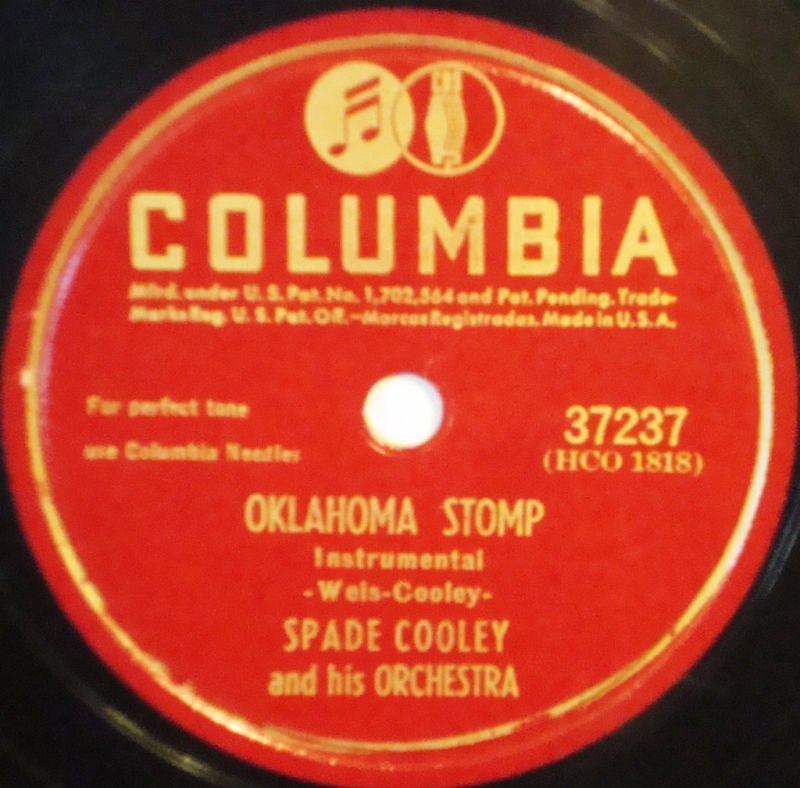 CBS
COLUMBIA
Mfrd. under U. S. Pat. No. 1,702,564 and Pat. Pending. Trade-
Marks Reg. U. S. Pat. Off.—Marcas Registradas. Made in U.S.A.
For perfect tone
use Columbia Needles
37237
(HCO 1818)
OKLAHOMA STOMP
Instrumental
-Weis-Cooley-
SPADE COOLEY
and his ORCHESTRA